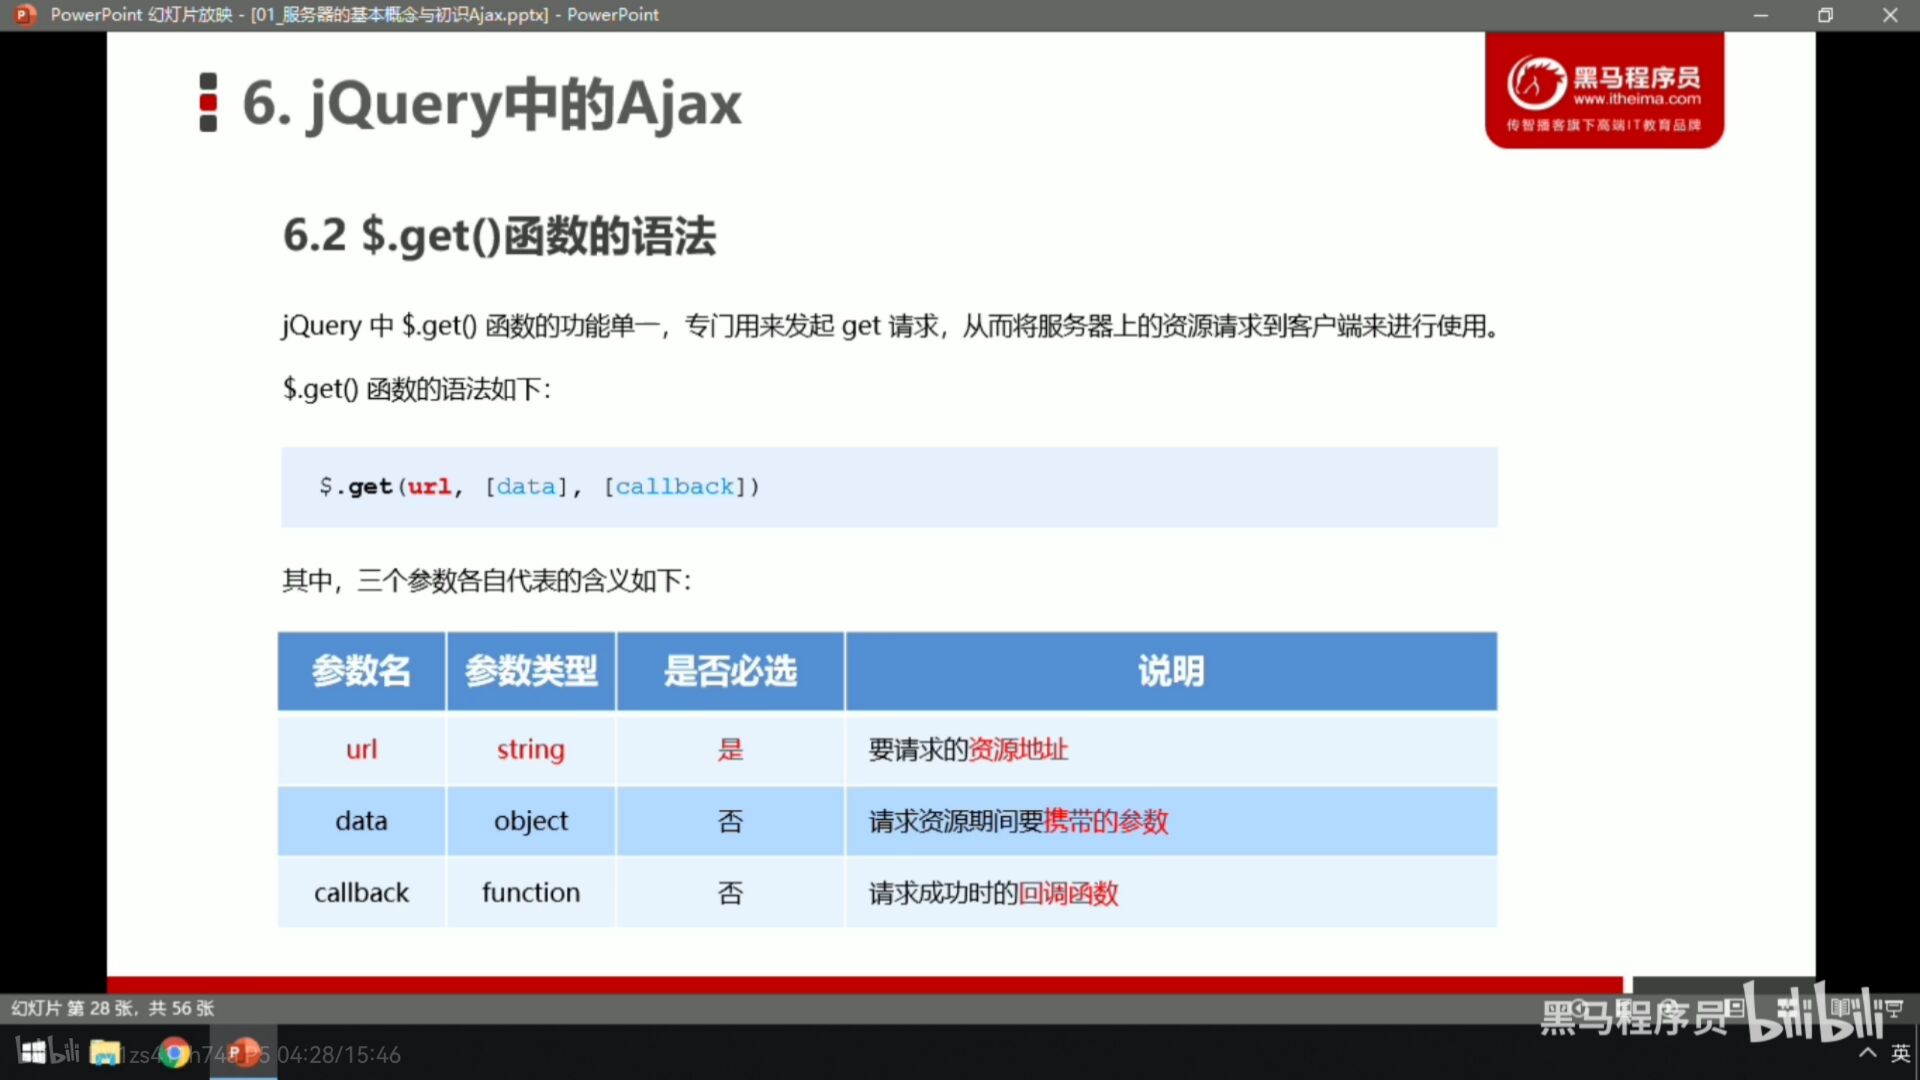 PowerPoint 幻灯片放映 - [01_服务器的基本概念与初识Ajax.pptx] - PowerPoint
6. jQuery中的Ajax
黑马程序员
www.itheima.com
传智播客旗下高端IT教育品牌
6.2 $.get()函数的语法
jQuery 中 $.get() 函数的功能单一，专门用来发起 get 请求，从而将服务器上的资源请求到客户端来进行使用。
$.get() 函数的语法如下：
$.get(url, [data], [callback])
其中，三个参数各自代表的含义如下：
参数名 参数类型 是否必选 说明
url string 是 要请求的资源地址
data object 否 请求资源期间要携带的参数
callback function 否 请求成功时的回调函数
幻灯片 第 28 张，共 56 张
黑马程序员 bilibili
bilibili P5 04:28/15:46
英